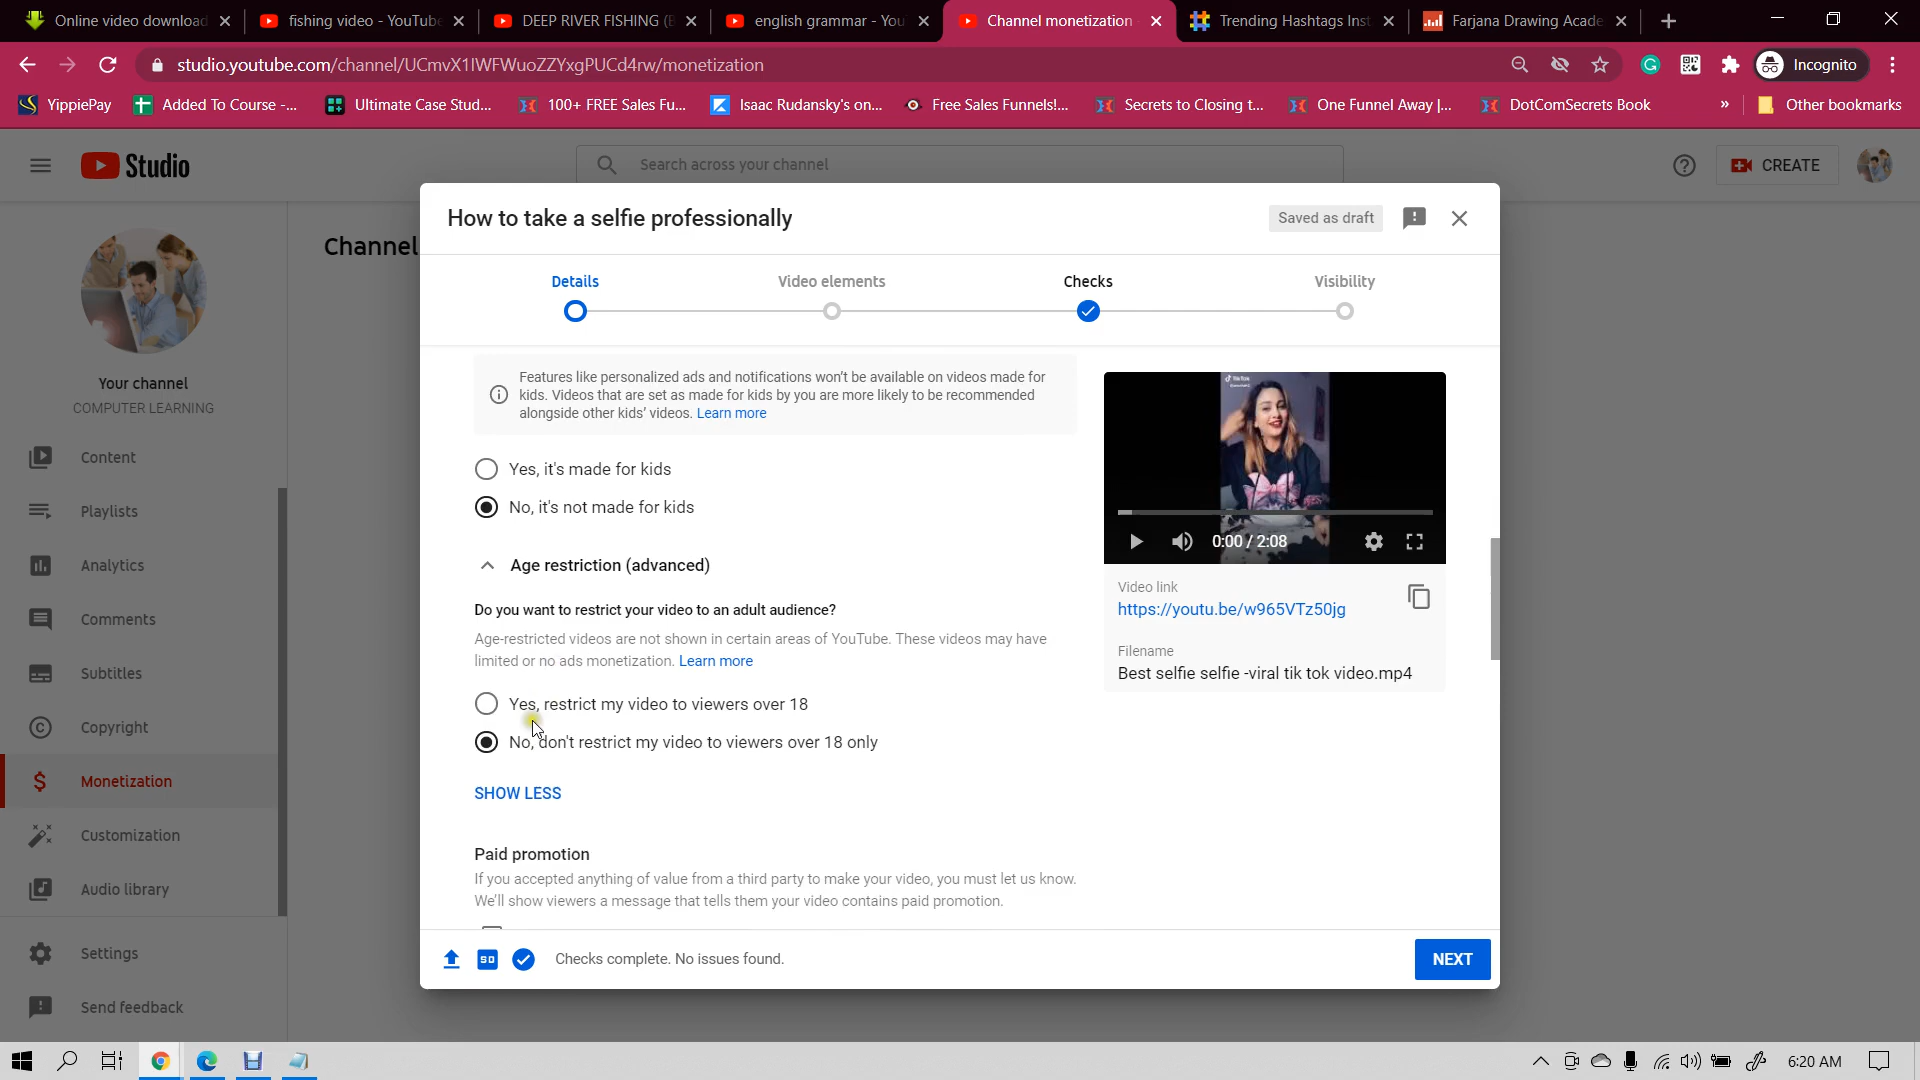 Online video download
fishing video - YouTube
DEEP RIVER FISHING (B
english grammar - You
Channel monetization
Trending Hashtags Inst
Farjana Drawing Acade
studio.youtube.com/channel/UCmvX1IWFWuoZZYxgPUCd4rw/monetization
Incognito
YippiePay
Added To Course -...
Ultimate Case Stud...
100+ FREE Sales Fu...
Isaac Rudansky's on...
Free Sales Funnels!...
Secrets to Closing t...
One Funnel Away |...
DotComSecrets Book
»
Other bookmarks
Studio
Search across your channel
CREATE
Your channel
COMPUTER LEARNING
Content
Playlists
Analytics
Comments
Subtitles
Copyright
Monetization
Customization
Audio library
Settings
Send feedback
Channel
How to take a selfie professionally
Saved as draft
Details
Video elements
Checks
Visibility
Features like personalized ads and notifications won't be available on videos made for
kids. Videos that are set as made for kids by you are more likely to be recommended
alongside other kids' videos. Learn more
Yes, it's made for kids
No, it's not made for kids
Age restriction (advanced)
Do you want to restrict your video to an adult audience?
Age-restricted videos are not shown in certain areas of YouTube. These videos may have
limited or no ads monetization. Learn more
Yes, restrict my video to viewers over 18
No, don't restrict my video to viewers over 18 only
SHOW LESS
Paid promotion
If you accepted anything of value from a third party to make your video, you must let us know.
We'll show viewers a message that tells them your video contains paid promotion.
0:00 / 2:08
Video link
https://youtu.be/w965VTz50jg
Filename
Best selfie selfie -viral tik tok video.mp4
SD
Checks complete. No issues found.
NEXT
6:20 AM